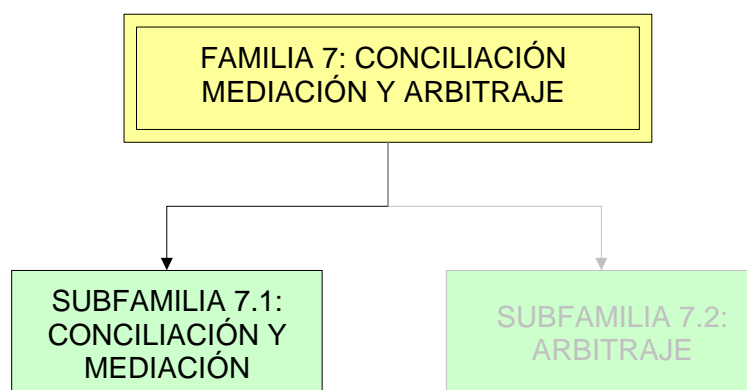 FAMILIA 7: CONCILIACIÓN
MEDIACIÓN Y ARBITRAJE
SUBFAMILIA 7.1:
CONCILIACIÓN Y
MEDIACIÓN
SUBFAMILIA 7.2:
ARBITRAJE